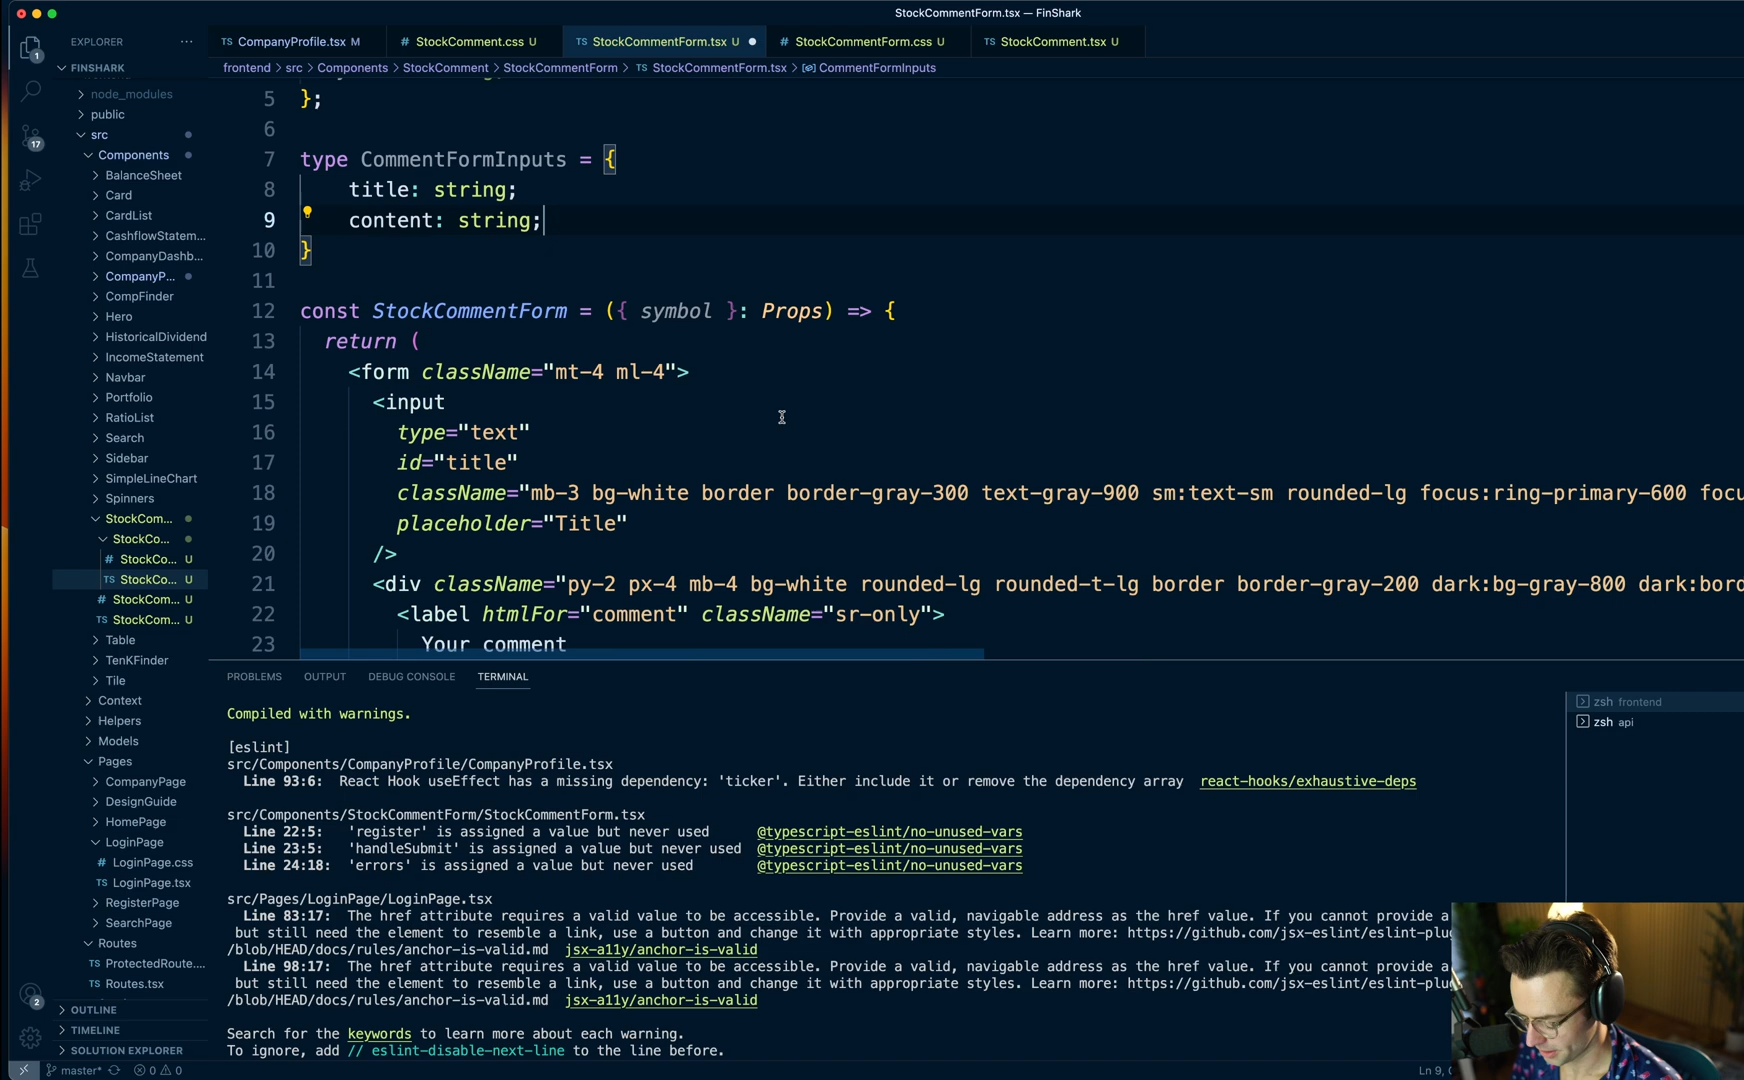 StockCommentForm.tsx — FinShark
EXPLORER
TS CompanyProfile.tsx M
# StockComment.css U
TS StockCommentForm.tsx U
# StockCommentForm.css U
TS StockComment.tsx U
frontend > src > Components > StockComment > StockCommentForm > TS StockCommentForm.tsx > CommentFormInputs
1
17
2
FINSHARK
node_modules
public
src
Components
BalanceSheet
Card
CardList
CashflowStatem...
CompanyDashb...
CompanyP...
CompFinder
Hero
HistoricalDividend
IncomeStatement
Navbar
Portfolio
RatioList
Search
Sidebar
SimpleLineChart
Spinners
StockCom...
StockCo...
# StockCo... U
TS StockCo... U
# StockCom... U
TS StockCom... U
Table
TenKFinder
Tile
Context
Helpers
Models
Pages
CompanyPage
DesignGuide
HomePage
LoginPage
# LoginPage.css
TS LoginPage.tsx
RegisterPage
SearchPage
Routes
TS ProtectedRoute....
TS Routes.tsx
OUTLINE
TIMELINE
SOLUTION EXPLORER
5 };
6
7 type CommentFormInputs = {
8 title: string;
9 content: string;
10 }
11
12 const StockCommentForm = ({ symbol }: Props) => {
13 return (
14 <form className="mt-4 ml-4">
15 <input
16 type="text"
17 id="title"
18 className="mb-3 bg-white border border-gray-300 text-gray-900 sm:text-sm rounded-lg focus:ring-primary-600 focu
19 placeholder="Title"
20 />
21 <div className="py-2 px-4 mb-4 bg-white rounded-lg rounded-t-lg border border-gray-200 dark:bg-gray-800 dark:bord
22 <label htmlFor="comment" className="sr-only">
23 Your comment
PROBLEMS OUTPUT DEBUG CONSOLE TERMINAL
Compiled with warnings.
[eslint]
src/Components/CompanyProfile/CompanyProfile.tsx
Line 93:6: React Hook useEffect has a missing dependency: 'ticker'. Either include it or remove the dependency array react-hooks/exhaustive-deps
src/Components/StockCommentForm/StockCommentForm.tsx
Line 22:5: 'register' is assigned a value but never used @typescript-eslint/no-unused-vars
Line 23:5: 'handleSubmit' is assigned a value but never used @typescript-eslint/no-unused-vars
Line 24:18: 'errors' is assigned a value but never used @typescript-eslint/no-unused-vars
src/Pages/LoginPage/LoginPage.tsx
Line 83:17: The href attribute requires a valid value to be accessible. Provide a valid, navigable address as the href value. If you cannot provide a
but still need the element to resemble a link, use a button and change it with appropriate styles. Learn more: https://github.com/jsx-eslint/eslint-plug
/blob/HEAD/docs/rules/anchor-is-valid.md jsx-a11y/anchor-is-valid
Line 98:17: The href attribute requires a valid value to be accessible. Provide a valid, navigable address as the href value. If you cannot provide a
but still need the element to resemble a link, use a button and change it with appropriate styles. Learn more: https://github.com/jsx-eslint/eslint-plug
/blob/HEAD/docs/rules/anchor-is-valid.md jsx-a11y/anchor-is-valid
Search for the keywords to learn more about each warning.
To ignore, add // eslint-disable-next-line to the line before.
zsh frontend
zsh api
master* 0 0
Ln 9,